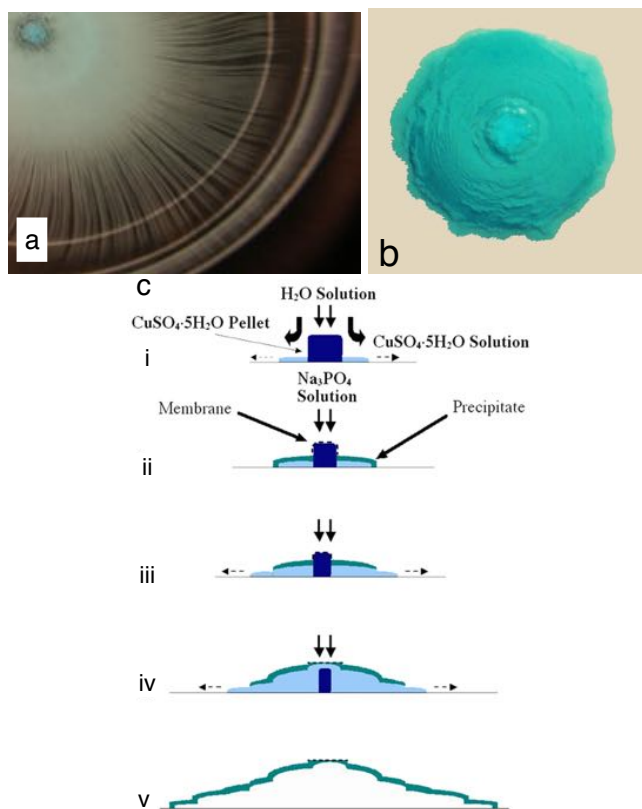 a
b
c
H₂O Solution
CuSO₄·5H₂O Pellet
CuSO₄·5H₂O Solution
i
Na₃PO₄
Solution
Membrane
Precipitate
ii
iii
iv
v